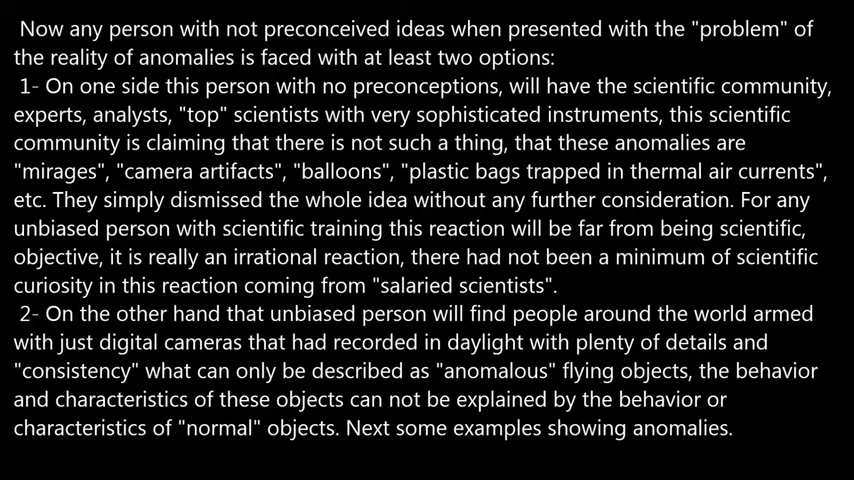 Now any person with not preconceived ideas when presented with the "problem" of
the reality of anomalies is faced with at least two options:
1- On one side this person with no preconceptions, will have the scientific community,
experts, analysts, "top" scientists with very sophisticated instruments, this scientific
community is claiming that there is not such a thing, that these anomalies are
"mirages", "camera artifacts", "balloons", "plastic bags trapped in thermal air currents",
etc. They simply dismissed the whole idea without any further consideration. For any
unbiased person with scientific training this reaction will be far from being scientific,
objective, it is really an irrational reaction, there had not been a minimum of scientific
curiosity in this reaction coming from "salaried scientists".
2- On the other hand that unbiased person will find people around the world armed
with just digital cameras that had recorded in daylight with plenty of details and
"consistency" what can only be described as "anomalous" flying objects, the behavior
and characteristics of these objects can not be explained by the behavior or
characteristics of "normal" objects. Next some examples showing anomalies.